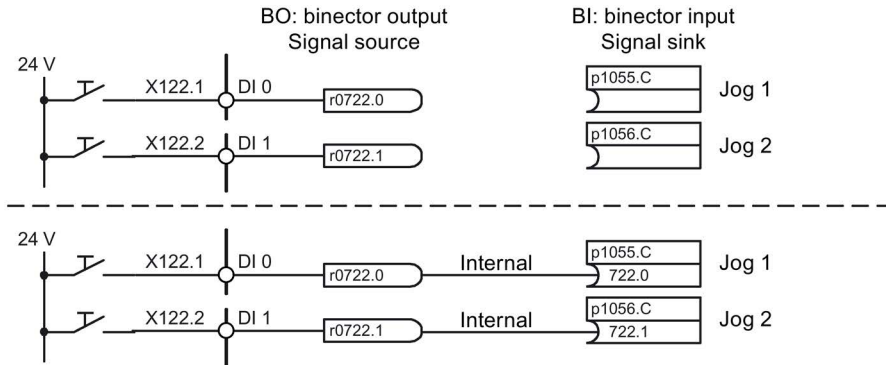 BO: binector output
Signal source
BI: binector input
Signal sink
24 V
X122.1 DI 0 r0722.0 p1055.C Jog 1
X122.2 DI 1 r0722.1 p1056.C Jog 2
24 V
X122.1 DI 0 r0722.0 Internal p1055.C 722.0 Jog 1
X122.2 DI 1 r0722.1 Internal p1056.C 722.1 Jog 2